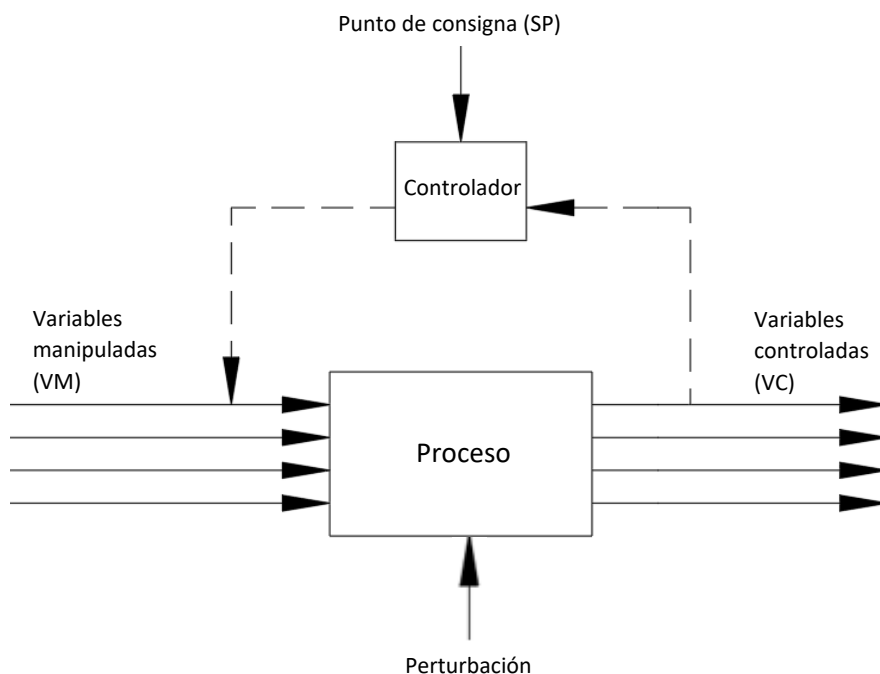 Punto de consigna (SP)
Controlador
Variables
manipuladas
(VM)
Variables
controladas
(VC)
Proceso
Perturbación